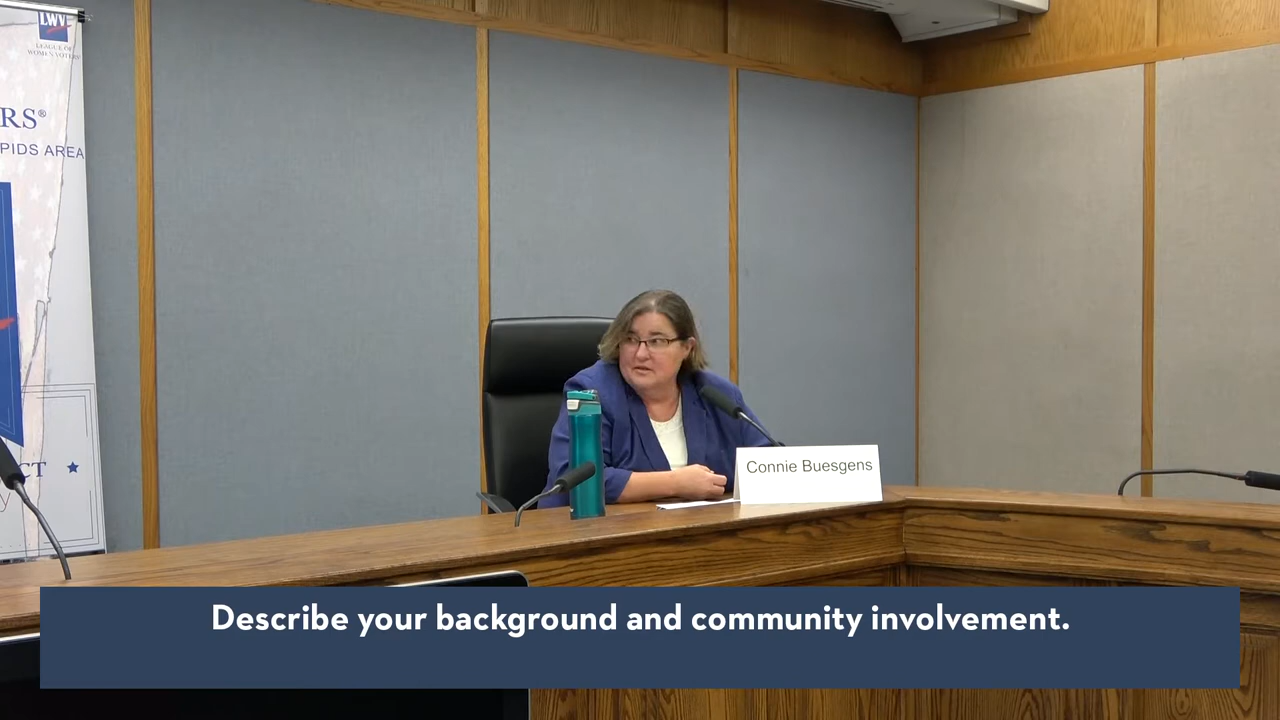 LWV
LEAGUE OF
WOMEN VOTERS
RS®
PIDS AREA
CT
Connie Buesgens
Describe your background and community involvement.